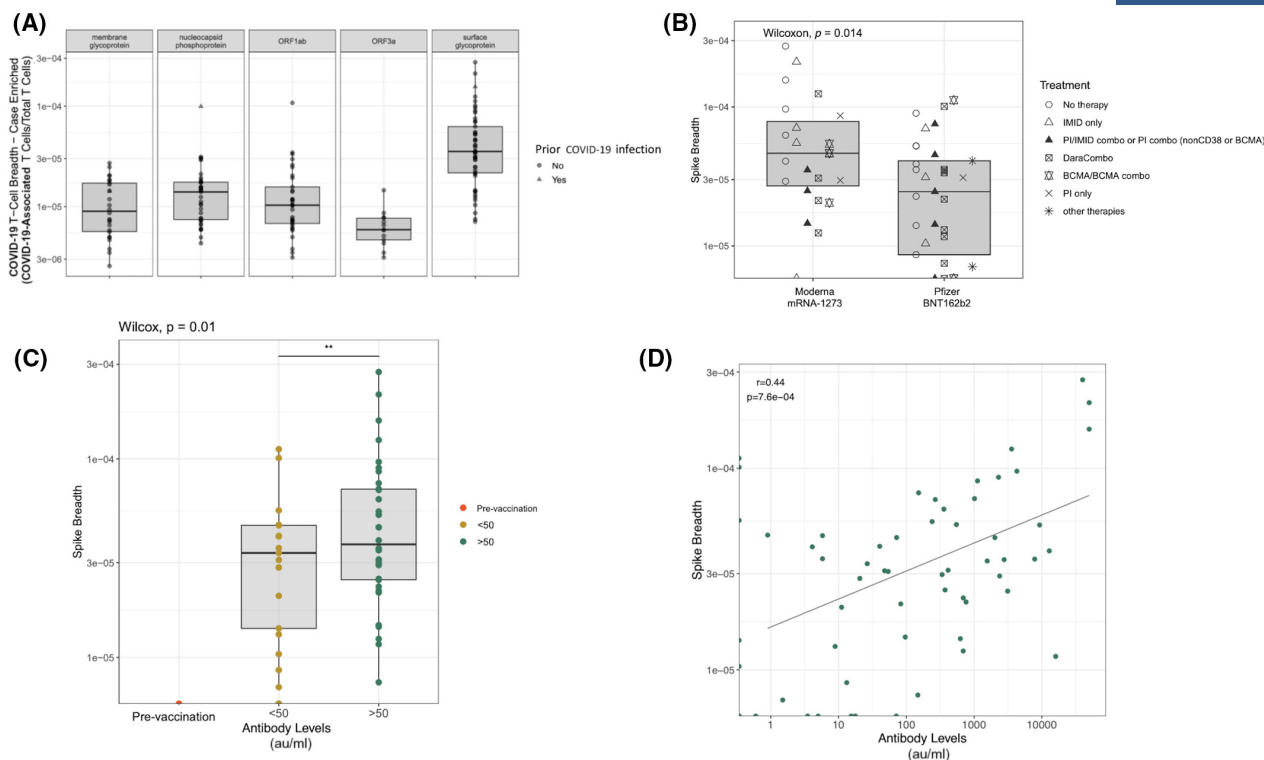 (A)
COVID-19 T-Cell Breadth - Case Enriched
(COVID-19-Associated T Cells/Total T Cells)
membrane
glycoprotein
nucleocapsid
phosphoprotein
ORF1ab
ORF3a
surface
glycoprotein
3e-04
1e-04
3e-05
1e-05
3e-06
Prior COVID-19 infection
No
Yes
(B)
Wilcoxon, p = 0.014
Spike Breadth
3e-04
1e-04
3e-05
1e-05
Moderna
mRNA-1273
Pfizer
BNT162b2
Treatment
No therapy
IMID only
PI/IMID combo or PI combo (nonCD38 or BCMA)
DaraCombo
BCMA/BCMA combo
PI only
other therapies
(C)
Wilcox, p = 0.01
**
Spike Breadth
3e-04
1e-04
3e-05
1e-05
Pre-vaccination
<50
>50
Antibody Levels
(au/ml)
Pre-vaccination
<50
>50
(D)
r=0.44
p=7.6e-04
Spike Breadth
3e-04
1e-04
3e-05
1e-05
1 10 100 1000 10000
Antibody Levels
(au/ml)